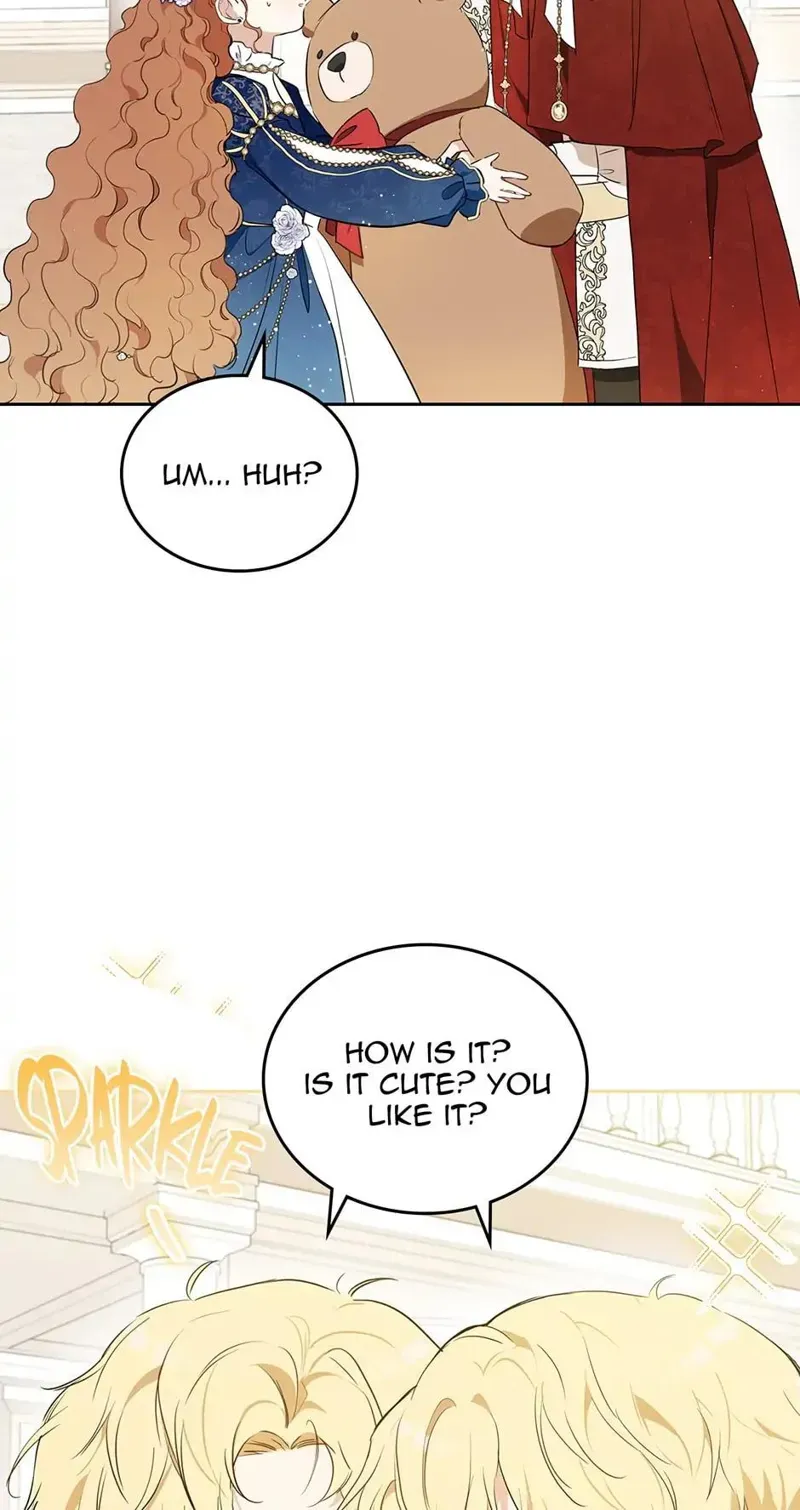 UM... HUH?
HOW IS IT?
IS IT CUTE? YOU
LIKE IT?
SPARKLE